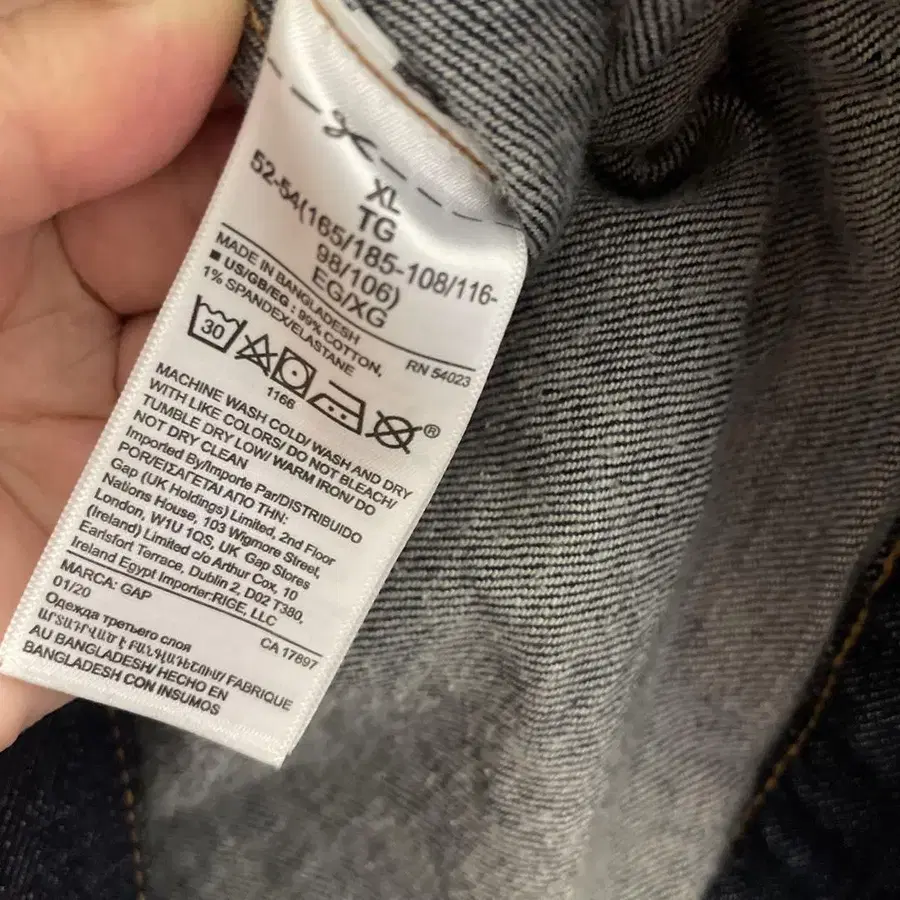 XL
TG
52-54(165/185-108/116-
98/106)
EG/XG
MADE IN BANGLADESH
RN 54023
■ US/GB/EG : 99% COTTON,
1% SPANDEX/ELASTANE
30
1166
®
MACHINE WASH COLD/ WASH AND DRY
WITH LIKE COLORS/ DO NOT BLEACH/
TUMBLE DRY LOW/ WARM IRON/ DO
NOT DRY CLEAN
Imported By/Importe Par/DISTRIBUIDO
POR/ΕΙΣΑΓΕΤΑΙ ΑΠΟ ΤΗΝ:
Gap (UK Holdings) Limited, 2nd Floor
Nations House, 103 Wigmore Street,
London, W1U 1QS, UK Gap Stores
(Ireland) Limited c/o Arthur Cox, 10
Earlsfort Terrace, Dublin 2, D02 T380,
Ireland Egypt Importer:RIGE, LLC
CA 17897
MARCA: GAP
01/20
Одежда третьего слоя
ԱՐՏԱԴՐՎԱԾ Է ԲԱՆԳԼԱԴԵՇՈՒՄ/ FABRIQUE
AU BANGLADESH/ HECHO EN
BANGLADESH CON INSUMOS